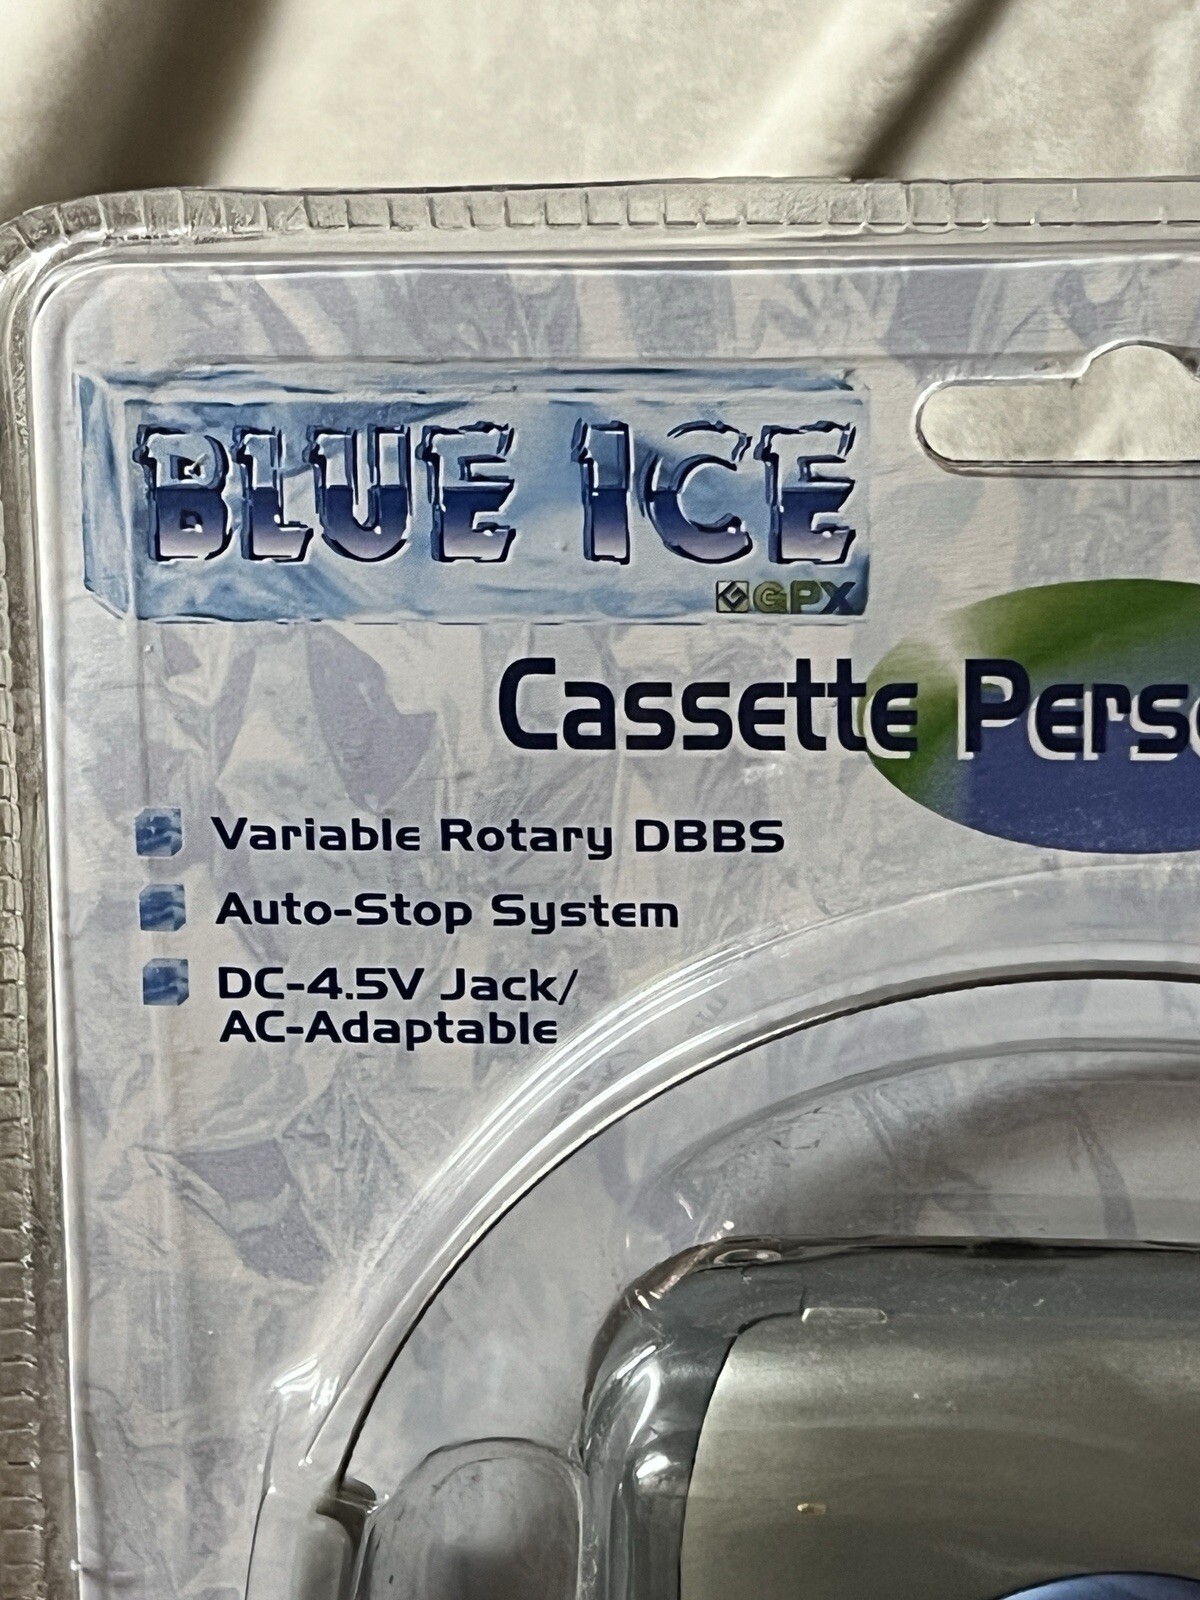 BLUE ICE
GPX
Cassette Perso
Variable Rotary DBBS
Auto-Stop System
DC-4.5V Jack/
AC-Adaptable